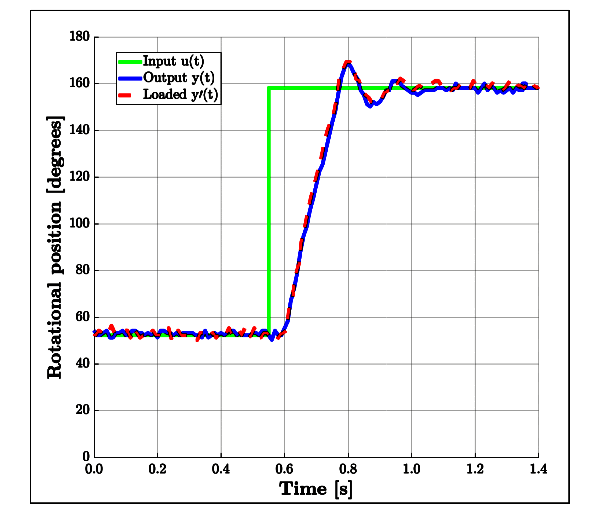 180
160
140
120
100
80
60
40
20
0
Rotational position [degrees]
Input u(t)
Output y(t)
Loaded y′(t)
0.0 0.2 0.4 0.6 0.8 1.0 1.2 1.4
Time [s]